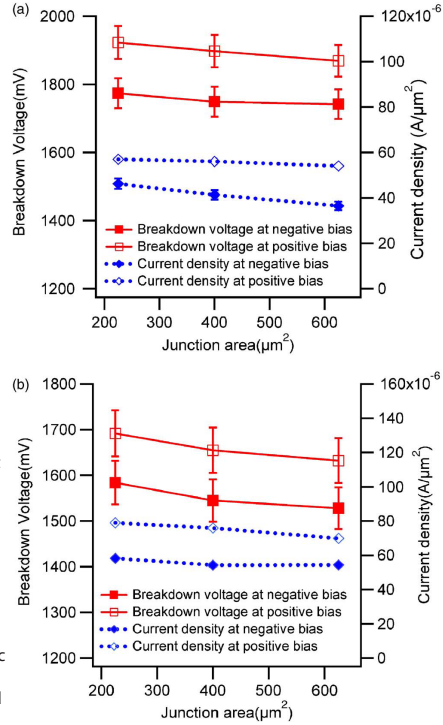 (a)
2000
1800
1600
1400
1200
Breakdown Voltage(mV)
120x10-6
100
80
60
40
20
0
Current density (A/µm2)
Breakdown voltage at negative bias
Breakdown voltage at positive bias
Current density at negative bias
Current density at positive bias
200 300 400 500 600
Junction area(µm2)
(b)
1800
1700
1600
1500
1400
1300
1200
Breakdown Voltage(mV)
160x10-6
140
120
100
80
60
40
20
0
Current density(A/µm2)
Breakdown voltage at negative bias
Breakdown voltage at positive bias
Current density at negative bias
Current density at positive bias
200 300 400 500 600
Junction area(µm2)
c